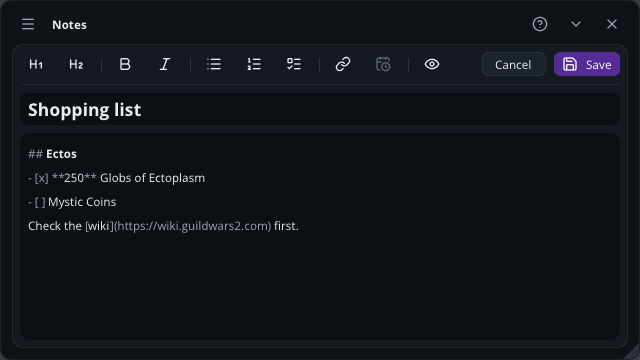 Notes
H1 H2 B I Cancel Save
Shopping list
## Ectos
- [x] **250** Globs of Ectoplasm
- [ ] Mystic Coins
Check the [wiki](https://wiki.guildwars2.com) first.